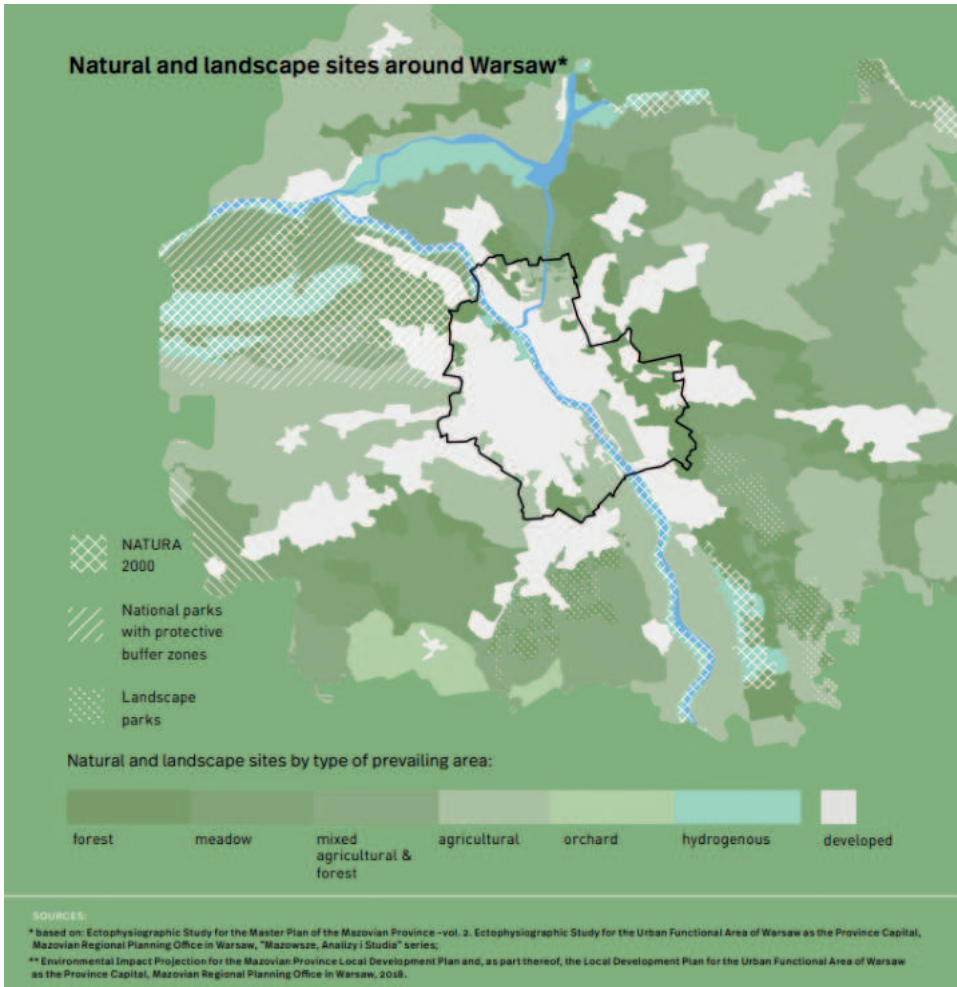 Natural and landscape sites around Warsaw*
NATURA
2000
National parks
with protective
buffer zones
Landscape
parks
Natural and landscape sites by type of prevailing area:
forest
meadow
mixed
agricultural &
forest
agricultural
orchard
hydrogenous
developed
SOURCES:
* based on: Ectophysiographic Study for the Master Plan of the Mazovian Province –vol. 2. Ectophysiographic Study for the Urban Functional Area of Warsaw as the Province Capital,
Mazovian Regional Planning Office in Warsaw, "Mazowsze, Analizy i Studia" series;
** Environmental Impact Projection for the Mazovian Province Local Development Plan and, as part thereof, the Local Development Plan for the Urban Functional Area of Warsaw
as the Province Capital, Mazovian Regional Planning Office in Warsaw, 2018.